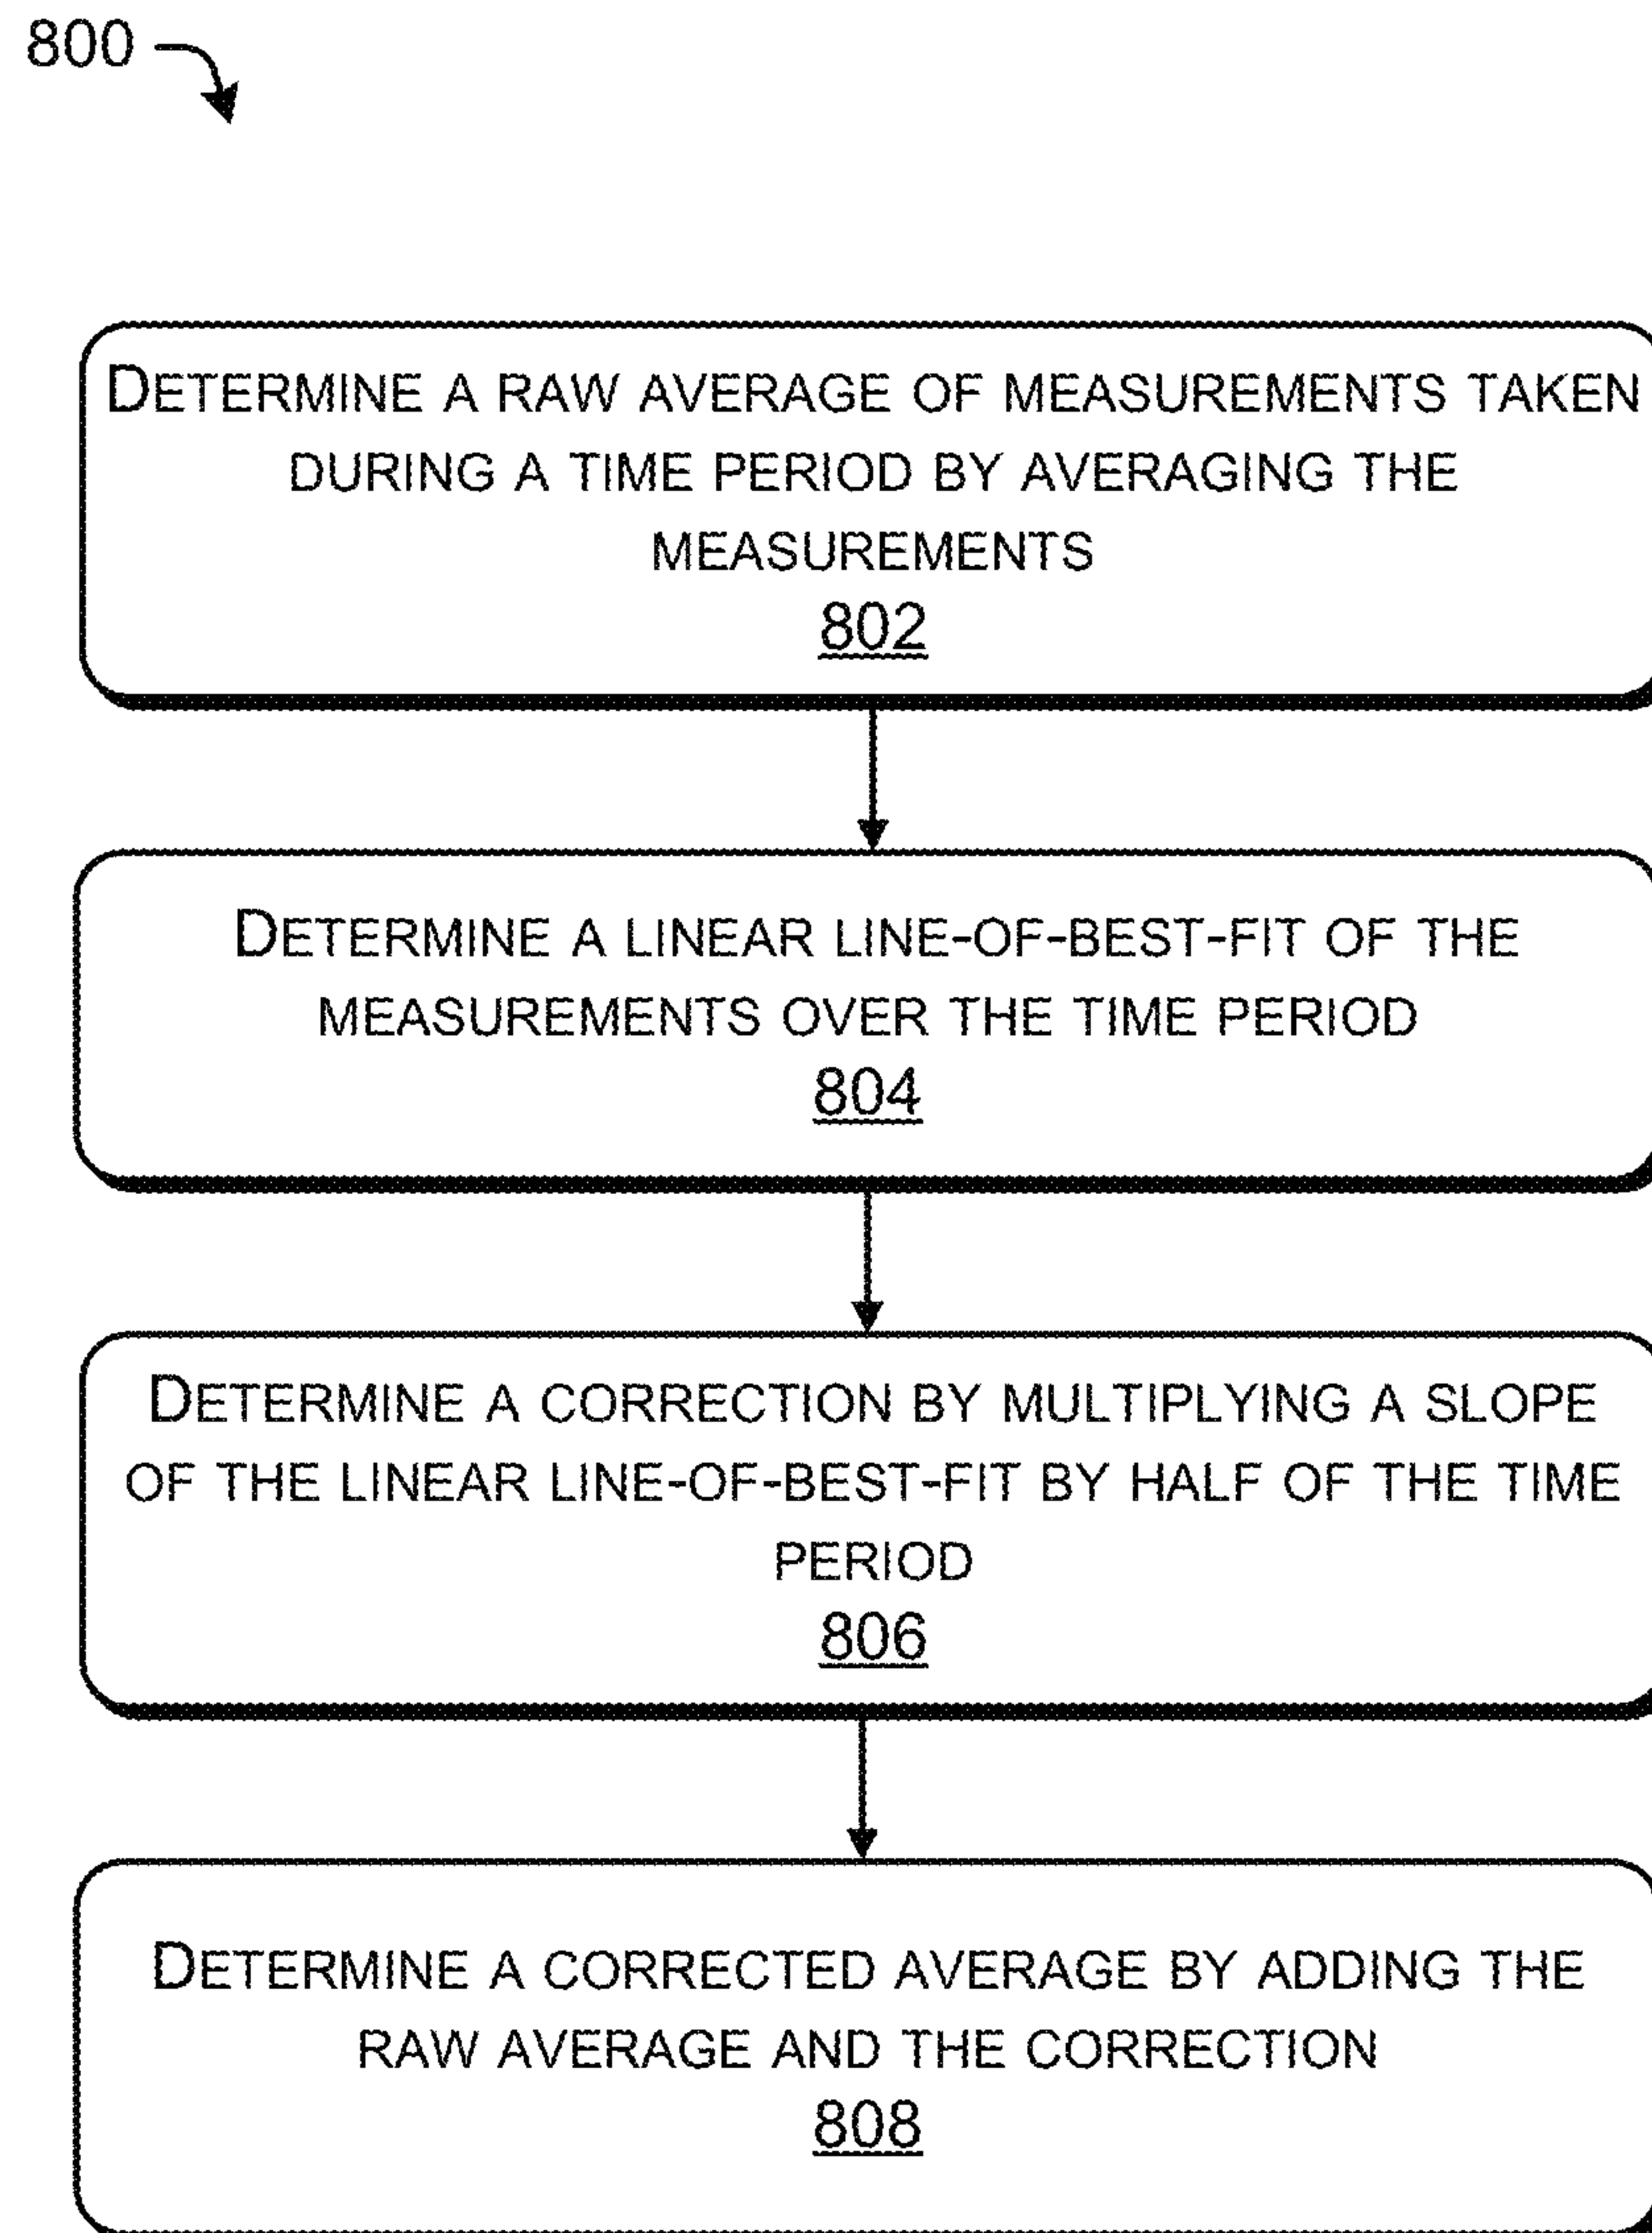 800
DETERMINE A RAW AVERAGE OF MEASUREMENTS TAKEN
DURING A TIME PERIOD BY AVERAGING THE
MEASUREMENTS
802
DETERMINE A LINEAR LINE-OF-BEST-FIT OF THE
MEASUREMENTS OVER THE TIME PERIOD
804
DETERMINE A CORRECTION BY MULTIPLYING A SLOPE
OF THE LINEAR LINE-OF-BEST-FIT BY HALF OF THE TIME
PERIOD
806
DETERMINE A CORRECTED AVERAGE BY ADDING THE
RAW AVERAGE AND THE CORRECTION
808